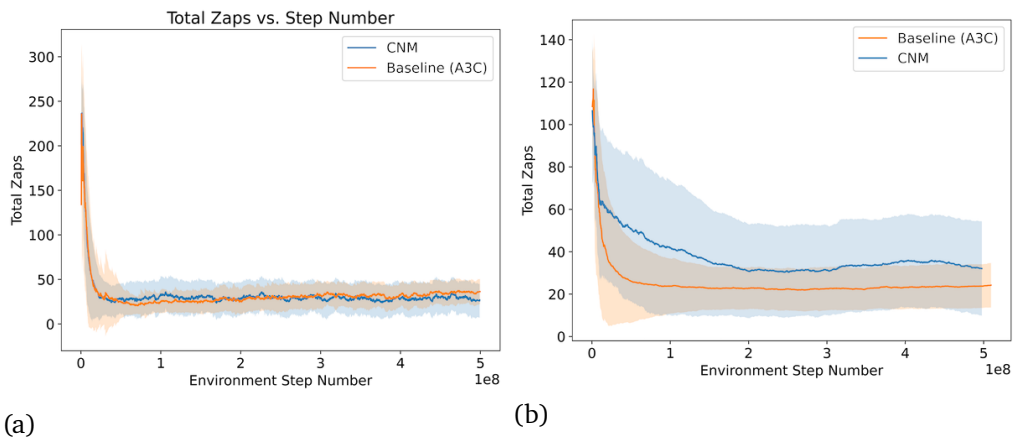 Total Zaps vs. Step Number
CNM
Baseline (A3C)
Total Zaps
300
250
200
150
100
50
0
0 1 2 3 4 5
1e8
Environment Step Number
(a)
Baseline (A3C)
CNM
Total Zaps
140
120
100
80
60
40
20
0
0 1 2 3 4 5
1e8
Environment Step Number
(b)